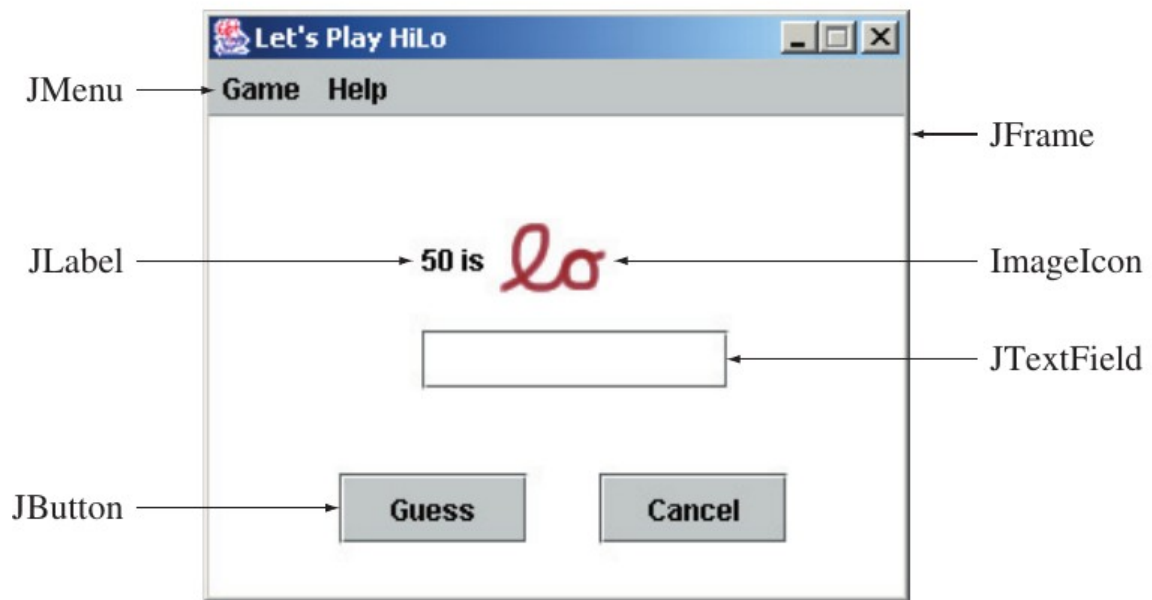 Let's Play HiLo
JMenu
Game Help
JFrame
JLabel
50 is lo
ImageIcon
JTextField
JButton
Guess
Cancel